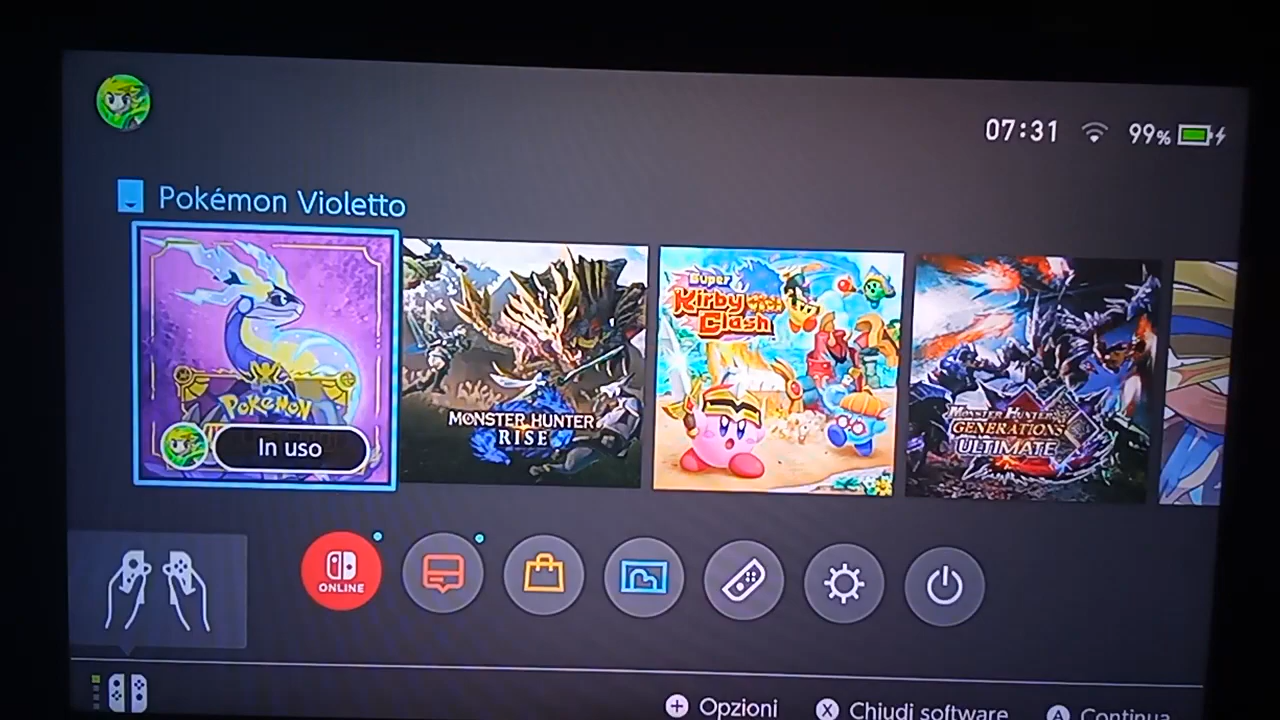 07:31
99%
Pokémon Violetto
POKÉMON
In uso
MONSTER HUNTER
RISE
Super
Kirby
Clash
MONSTER HUNTER
GENERATIONS
ULTIMATE
ONLINE
+ Opzioni
X Chiudi software
A Continua